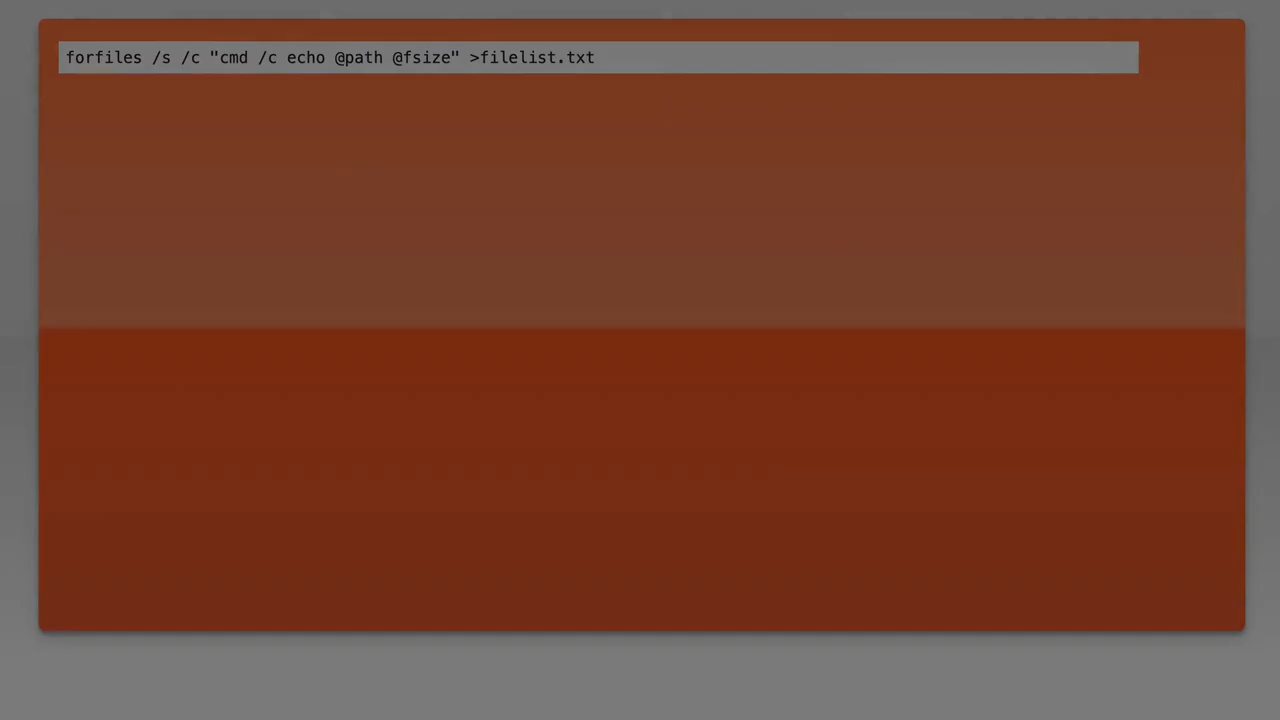 forfiles /s /c "cmd /c echo @path @fsize" >filelist.txt